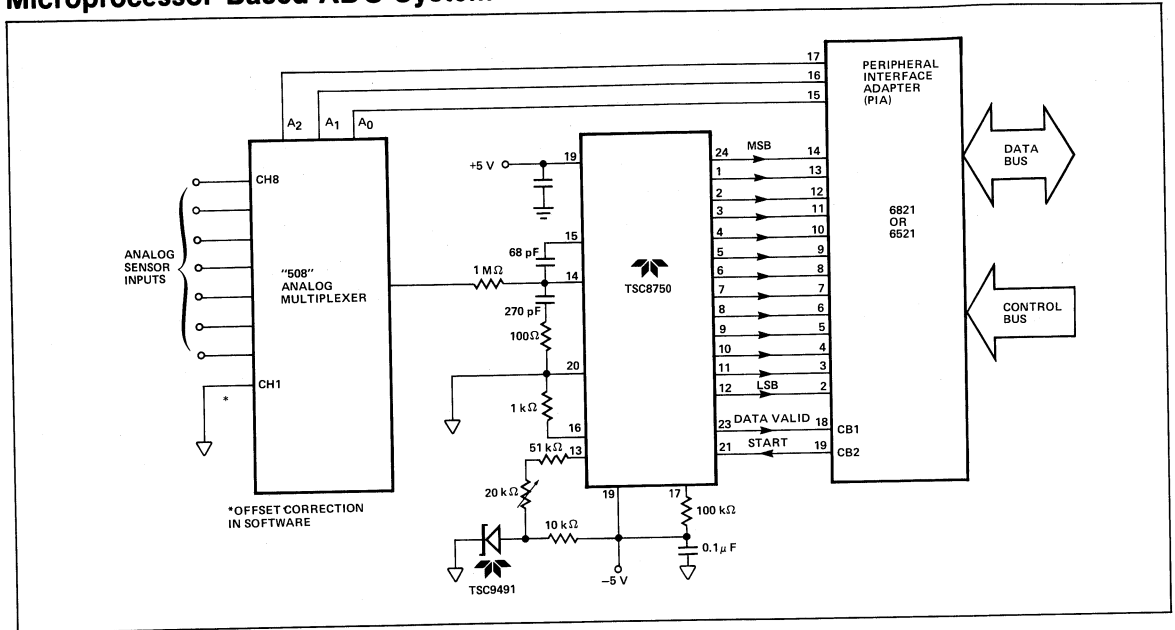 Microprocessor-Based ADC System
17
16
15
PERIPHERAL
INTERFACE
ADAPTER
(PIA)
A2
A1
A0
CH8
ANALOG
SENSOR
INPUTS
"508"
ANALOG
MULTIPLEXER
CH1
*
*OFFSET CORRECTION
IN SOFTWARE
+5 V
19
15
68 pF
1 MΩ
14
270 pF
100Ω
20
1 kΩ
16
51 kΩ
13
20 kΩ
10 kΩ
TSC9491
TSC8750
19
17
100 kΩ
0.1μ F
−5 V
24 MSB 14
1 13
2 12
3 11
4 10
5 9
6 8
7 7
8 6
9 5
10 4
11 3
12 LSB 2
23 DATA VALID 18 CB1
21 START 19 CB2
6821
OR
6521
DATA
BUS
CONTROL
BUS